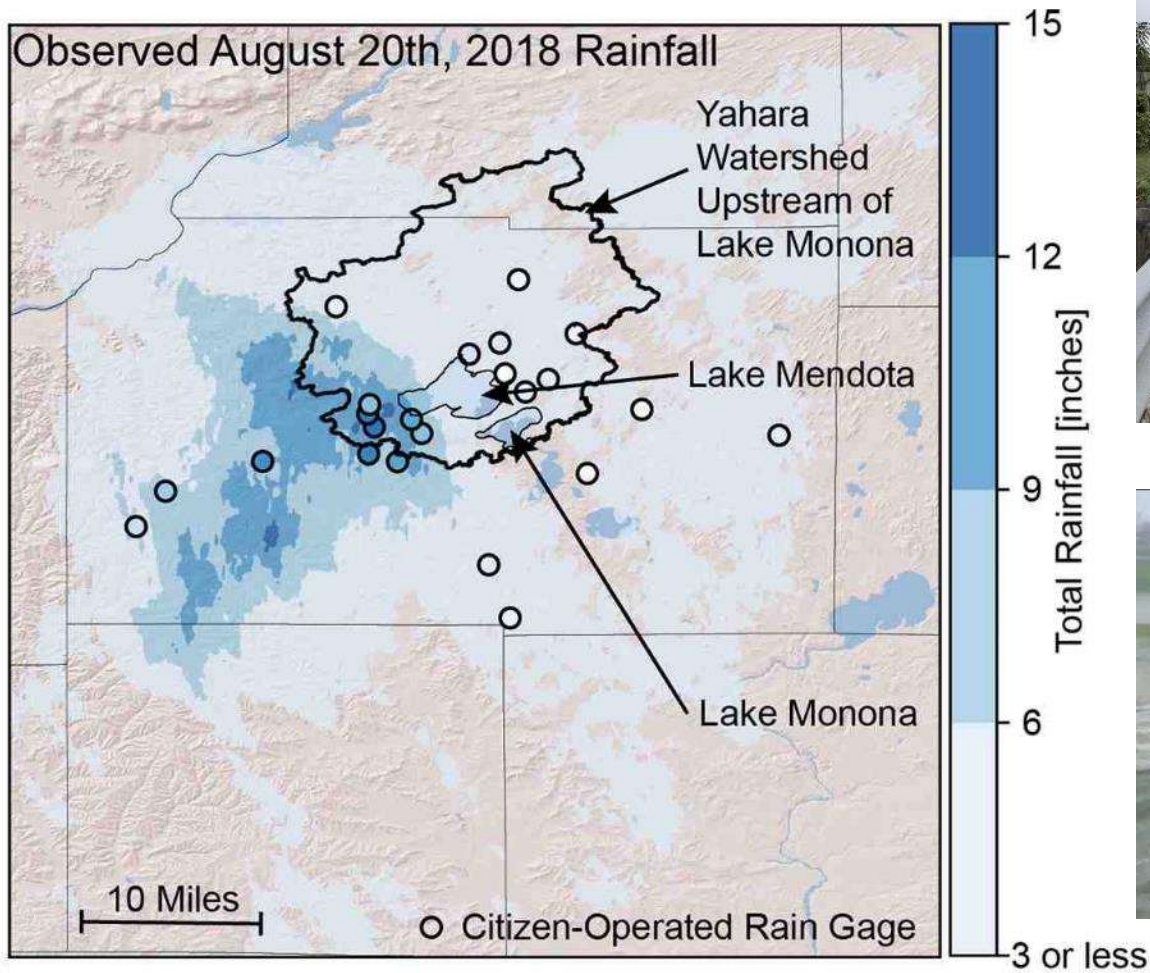 Observed August 20th, 2018 Rainfall
Yahara
Watershed
Upstream of
Lake Monona
Lake Mendota
Lake Monona
10 Miles
Citizen-Operated Rain Gage
15
12
9
6
3 or less
Total Rainfall [inches]